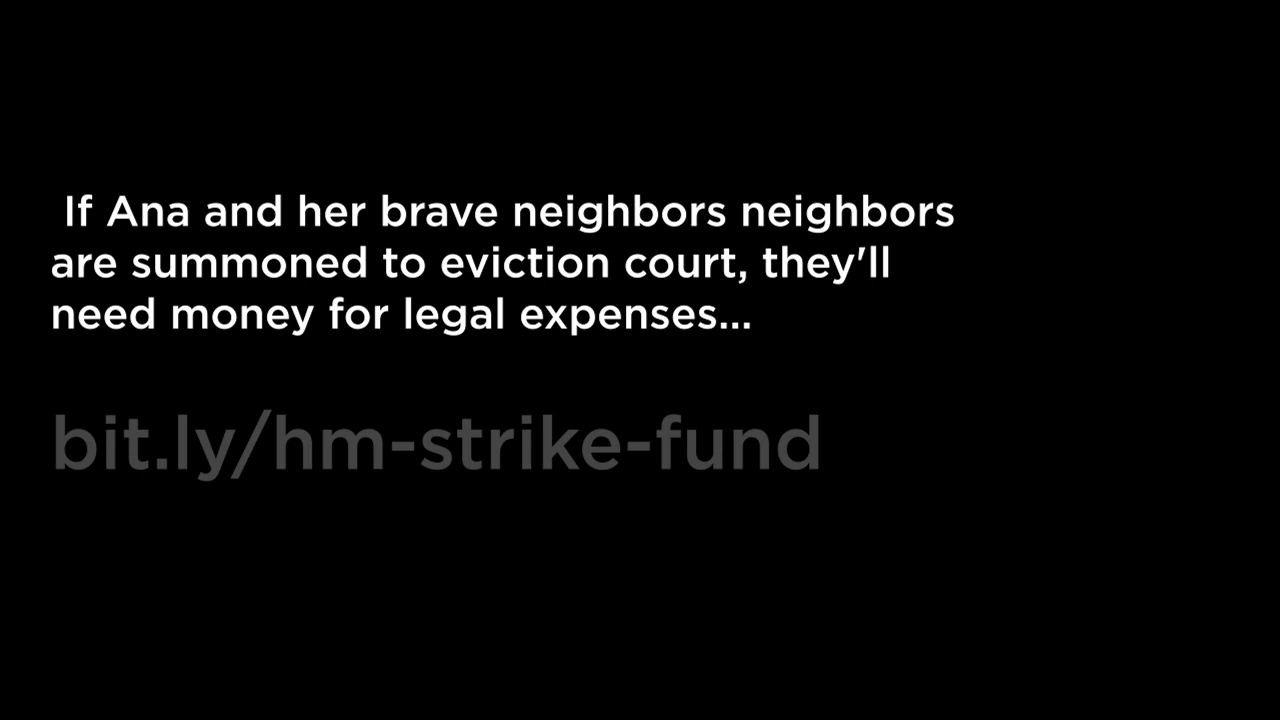 If Ana and her brave neighbors neighbors
are summoned to eviction court, they'll
need money for legal expenses...
bit.ly/hm-strike-fund